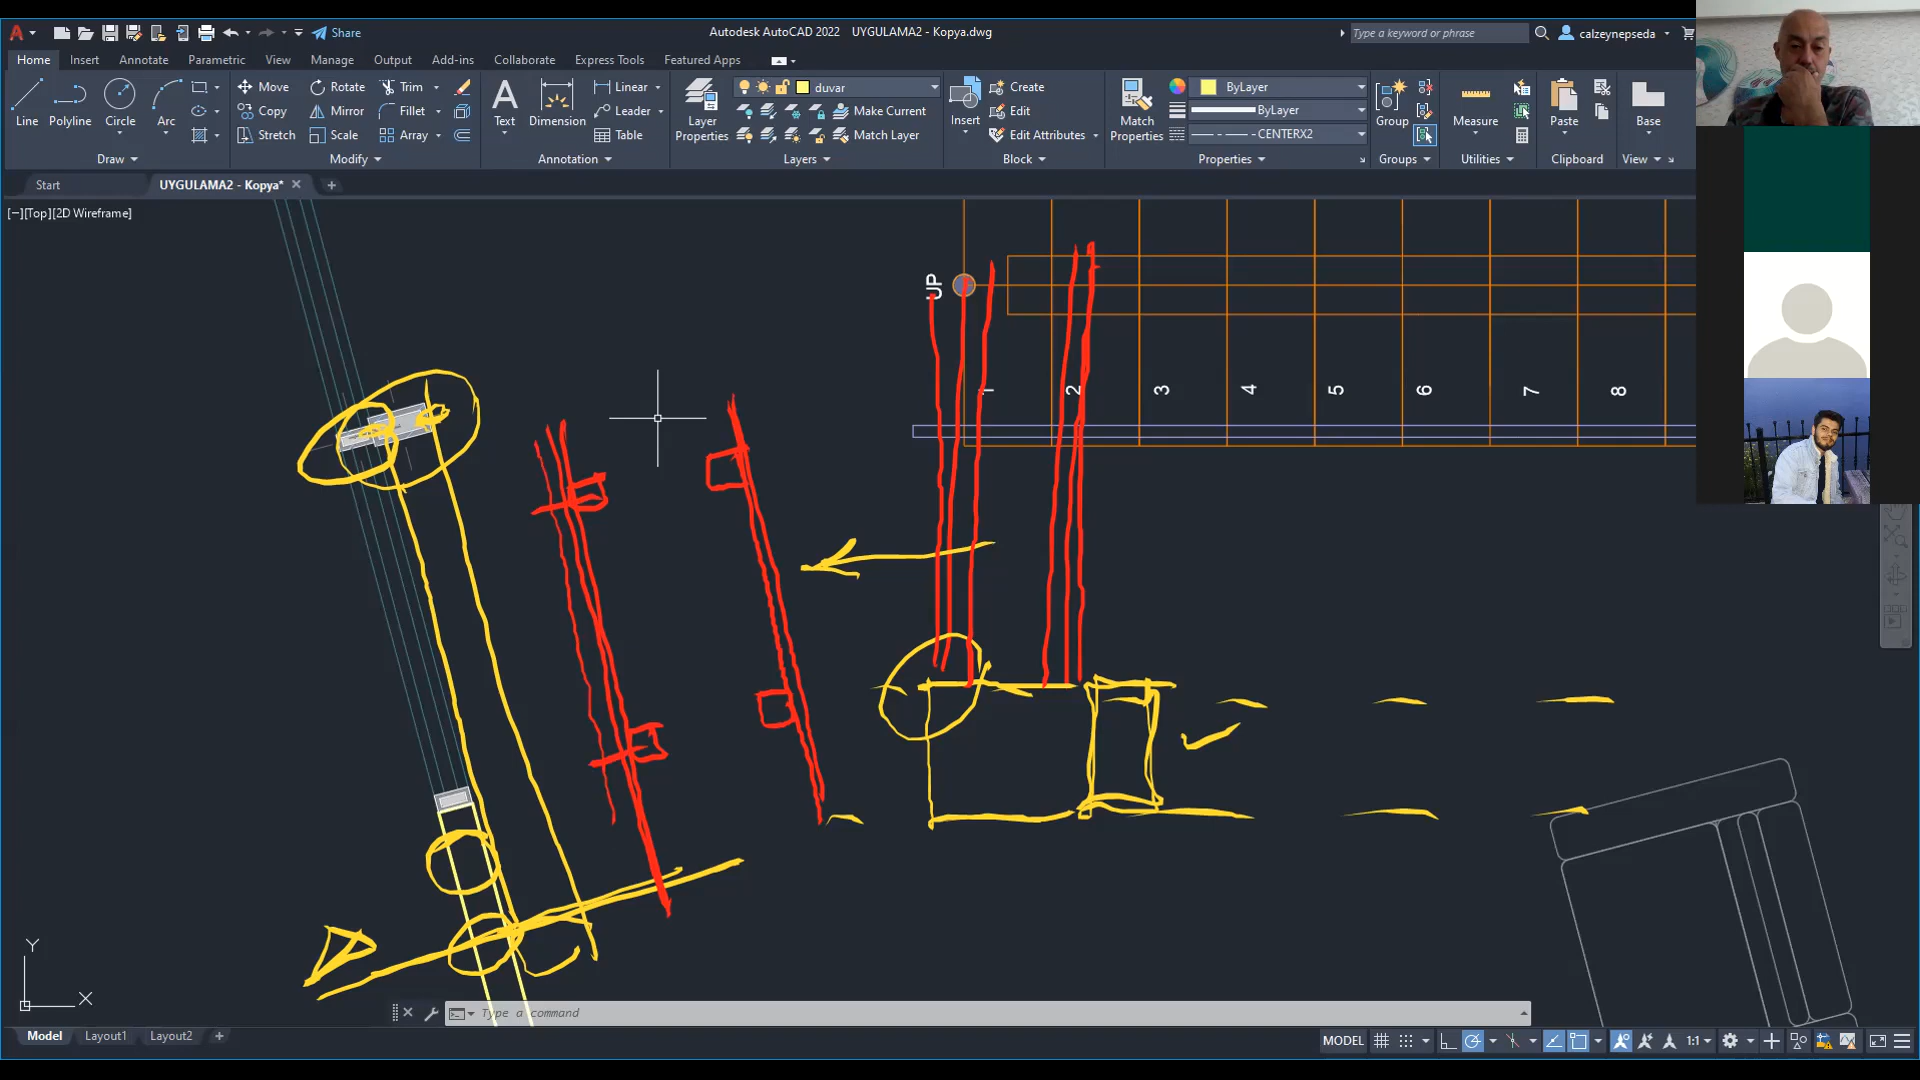 Share
Autodesk AutoCAD 2022 UYGULAMA2 - Kopya.dwg
Type a keyword or phrase
calzeynepseda
Home Insert Annotate Parametric View Manage Output Add-ins Collaborate Express Tools Featured Apps
Line Polyline Circle Arc
Move Rotate Trim
Copy Mirror Fillet
Stretch Scale Array
Text Dimension
Linear
Leader
Table
Layer Properties
duvar
Make Current
Match Layer
Insert
Create
Edit
Edit Attributes
Match Properties
ByLayer
ByLayer
CENTERX2
Group
Measure
Paste
Base
Draw Modify Annotation Layers Block Properties Groups Utilities Clipboard View
Start UYGULAMA2 - Kopya*
[−][Top][2D Wireframe]
UP
1 2 3 4 5 6 7 8
Y
X
Type a command
Model Layout1 Layout2
MODEL 1:1